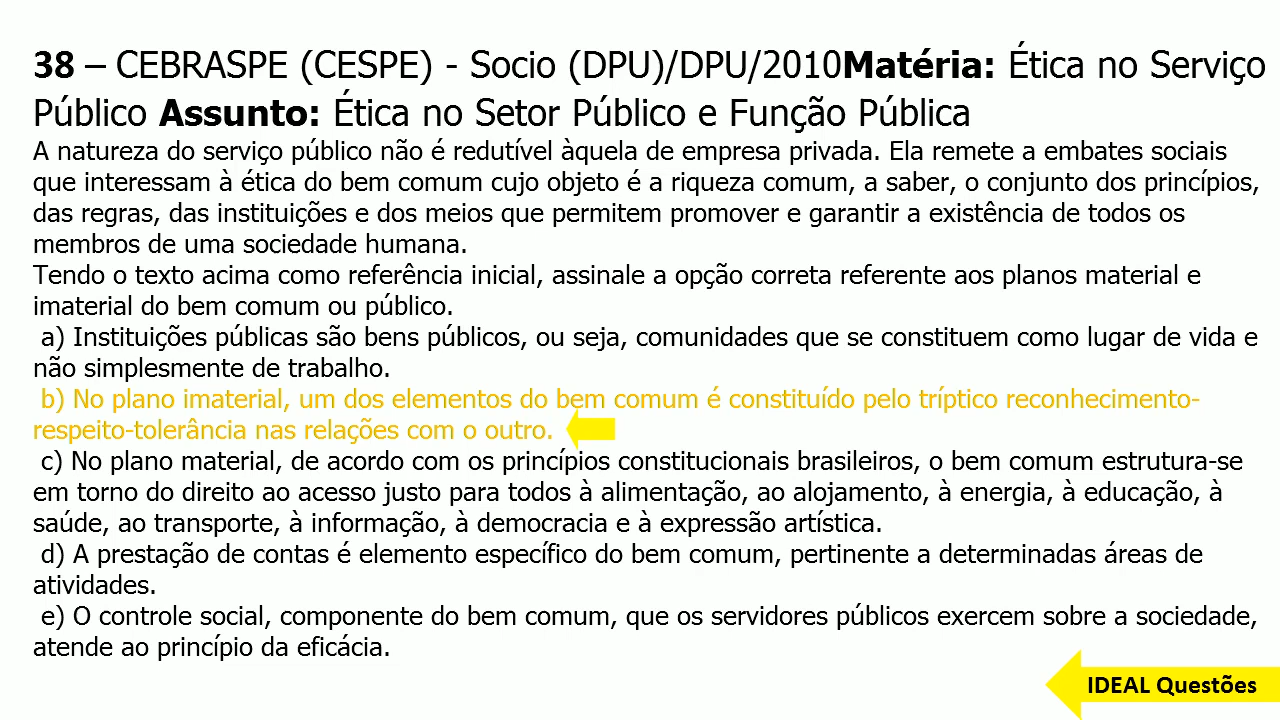 38 – CEBRASPE (CESPE) - Socio (DPU)/DPU/2010Matéria: Ética no Serviço
Público Assunto: Ética no Setor Público e Função Pública
A natureza do serviço público não é redutível àquela de empresa privada. Ela remete a embates sociais
que interessam à ética do bem comum cujo objeto é a riqueza comum, a saber, o conjunto dos princípios,
das regras, das instituições e dos meios que permitem promover e garantir a existência de todos os
membros de uma sociedade humana.
Tendo o texto acima como referência inicial, assinale a opção correta referente aos planos material e
imaterial do bem comum ou público.
a) Instituições públicas são bens públicos, ou seja, comunidades que se constituem como lugar de vida e
não simplesmente de trabalho.
b) No plano imaterial, um dos elementos do bem comum é constituído pelo tríptico reconhecimento-
respeito-tolerância nas relações com o outro.
c) No plano material, de acordo com os princípios constitucionais brasileiros, o bem comum estrutura-se
em torno do direito ao acesso justo para todos à alimentação, ao alojamento, à energia, à educação, à
saúde, ao transporte, à informação, à democracia e à expressão artística.
d) A prestação de contas é elemento específico do bem comum, pertinente a determinadas áreas de
atividades.
e) O controle social, componente do bem comum, que os servidores públicos exercem sobre a sociedade,
atende ao princípio da eficácia.
IDEAL Questões